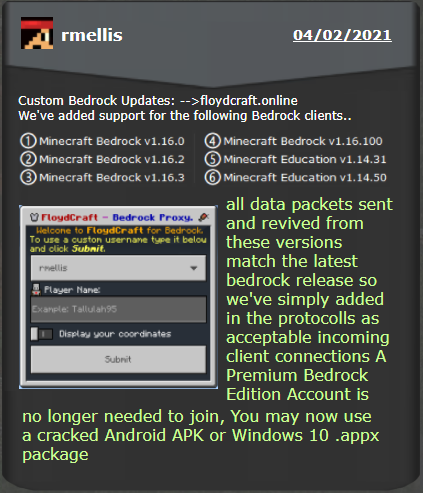 rmellis
04/02/2021
Custom Bedrock Updates: -->floydcraft.online
We've added support for the following Bedrock clients..
① Minecraft Bedrock v1.16.0
④ Minecraft Bedrock v1.16.100
② Minecraft Bedrock v1.16.2
⑤ Minecraft Education v1.14.31
③ Minecraft Bedrock v1.16.3
⑥ Minecraft Education v1.14.50
FloydCraft - Bedrock Proxy.
Welcome to FloydCraft for Bedrock.
To use a custon usernane type it belou
and click Submit.
rmellis
Player Name:
Example: Tallulah95
Display your coordinates
Submit
all data packets sent
and revived from
these versions
match the latest
bedrock release so
we've simply added
in the protocolls as
acceptable incoming
client connections A
Premium Bedrock
Edition Account is
no longer needed to join, You may now use
a cracked Android APK or Windows 10 .appx
package